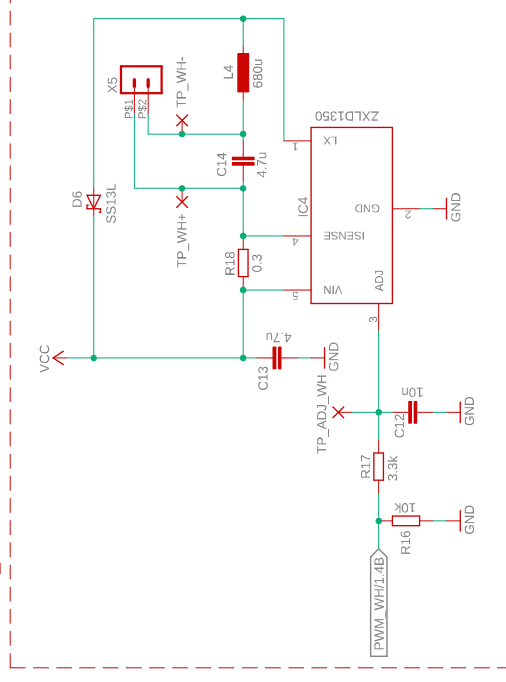 X5
P$1
P$2
TP_WH-
L4
680u
ZXLD1350
LX
1
C14
4.7u
D6
SS13L
TP_WH+
IC4
GND
2
GND
ISENSE
4
R18
0.3
VIN
5
ADJ
3
VCC
4.7u
C13
GND
TP_ADJ_WH
10n
C12
GND
R17
3.3k
10k
R16
GND
PWM_WH/1.4B